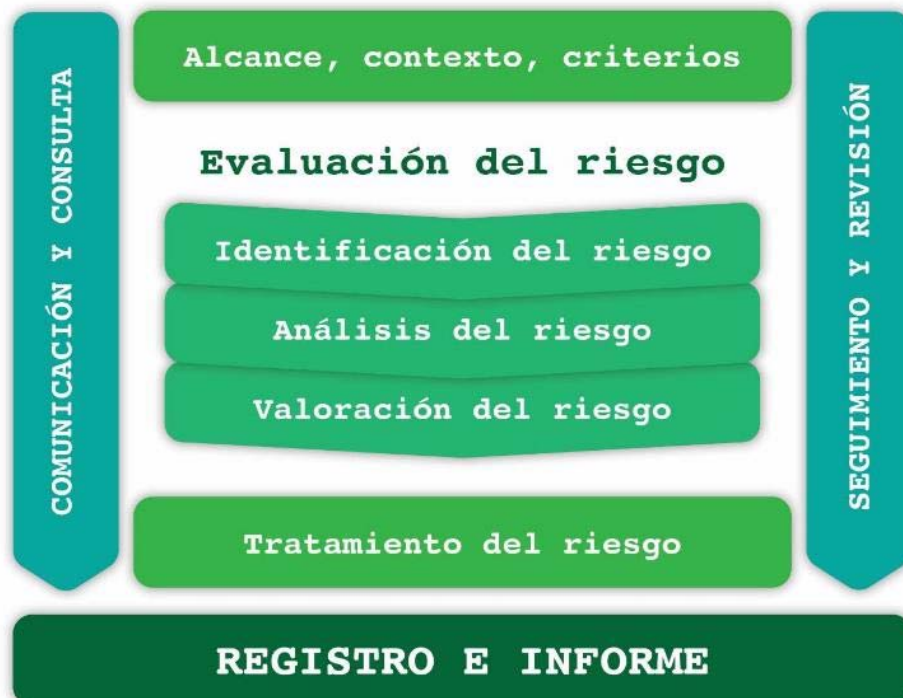 Alcance, contexto, criterios
COMUNICACIÓN Y CONSULTA
Evaluación del riesgo
Identificación del riesgo
Análisis del riesgo
Valoración del riesgo
SEGUIMIENTO Y REVISIÓN
Tratamiento del riesgo
REGISTRO E INFORME